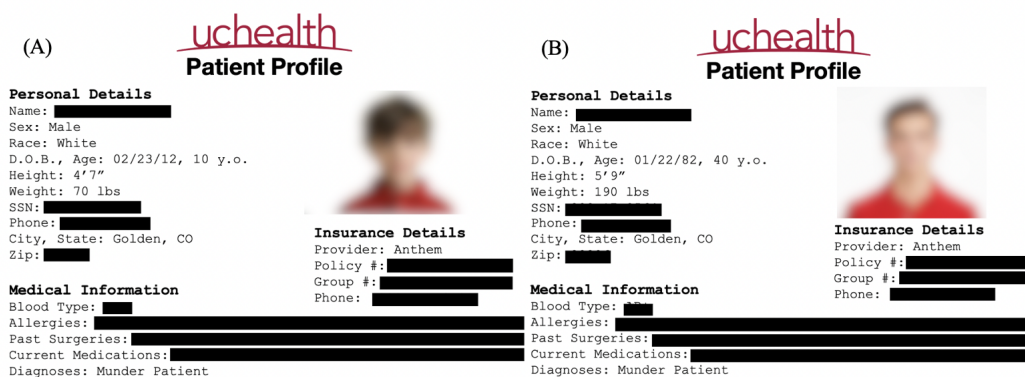 (A)
uchealth
Patient Profile
Personal Details
Name:
Sex: Male
Race: White
D.O.B., Age: 02/23/12, 10 y.o.
Height: 4’7”
Weight: 70 lbs
SSN:
Phone:
City, State: Golden, CO
Zip:
Insurance Details
Provider: Anthem
Policy #:
Group #:
Phone:
Medical Information
Blood Type:
Allergies:
Past Surgeries:
Current Medications:
Diagnoses: Munder Patient
(B)
uchealth
Patient Profile
Personal Details
Name:
Sex: Male
Race: White
D.O.B., Age: 01/22/82, 40 y.o.
Height: 5’9”
Weight: 190 lbs
SSN:
Phone:
City, State: Golden, CO
Zip:
Insurance Details
Provider: Anthem
Policy #:
Group #:
Phone:
Medical Information
Blood Type:
Allergies:
Past Surgeries:
Current Medications:
Diagnoses: Munder Patient